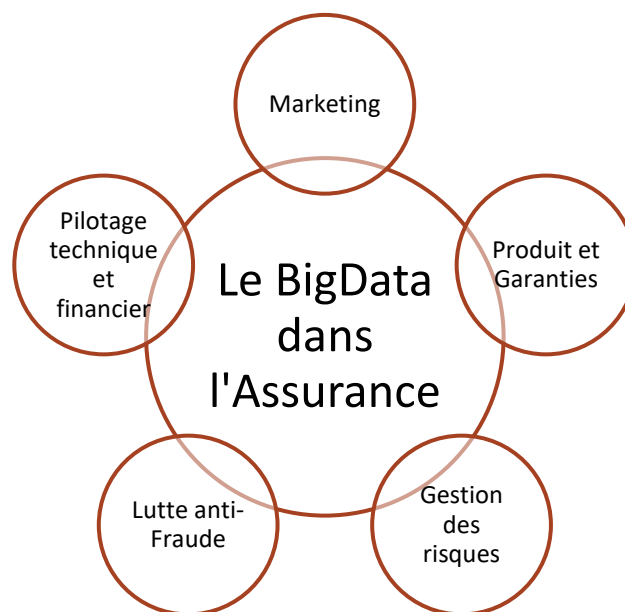 Marketing
Pilotage
technique
et
financier
Le BigData
dans
l'Assurance
Produit et
Garanties
Lutte anti-
Fraude
Gestion
des
risques